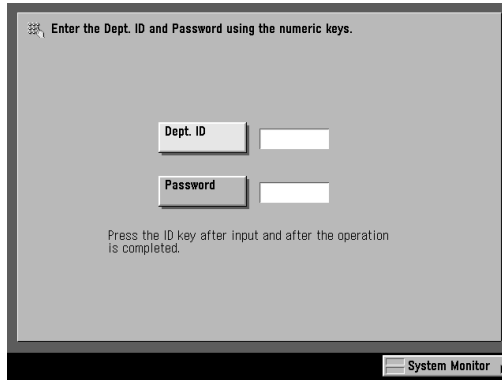 Enter the Dept. ID and Password using the numeric keys.
Dept. ID
Password
Press the ID key after input and after the operation
is completed.
System Monitor